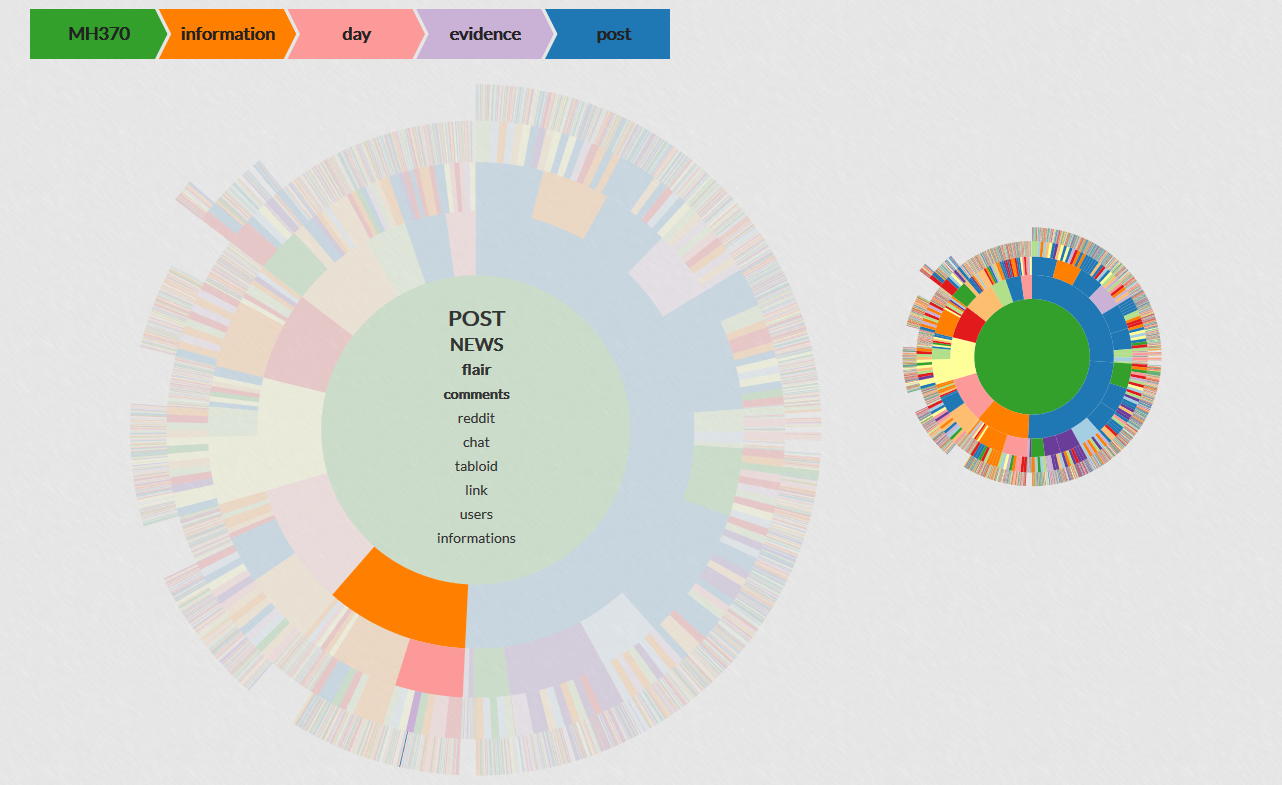 MH370 information day evidence post
POST
NEWS
flair
comments
reddit
chat
tabloid
link
users
informations